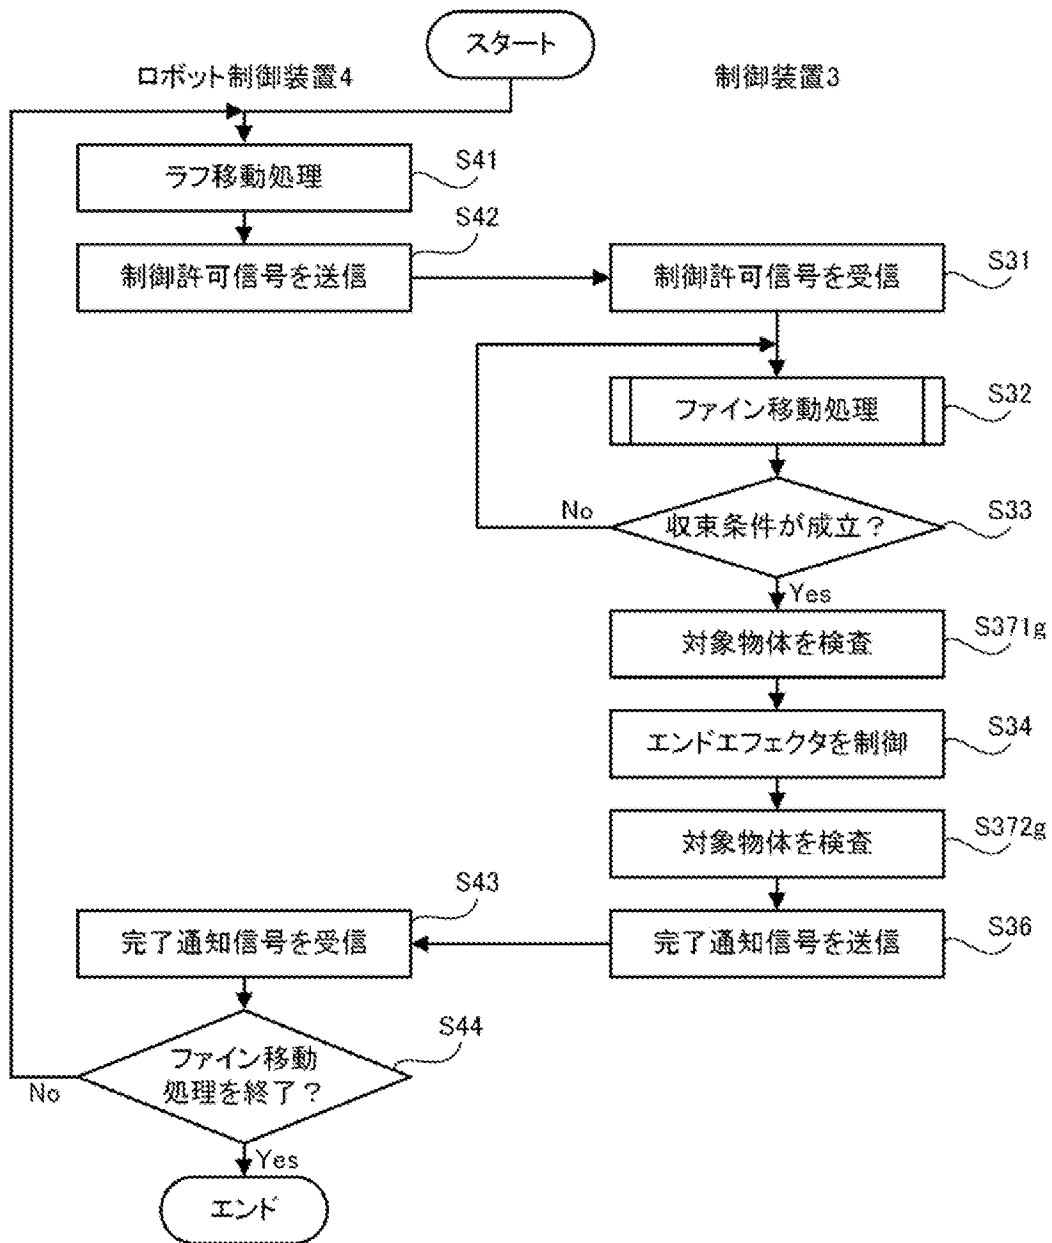 スタート
ロボット制御装置4
制御装置3
ラフ移動処理
S41
制御許可信号を送信
S42
制御許可信号を受信
S31
ファイン移動処理
S32
収束条件が成立?
S33
No
Yes
対象物体を検査
S371g
エンドエフェクタを制御
S34
対象物体を検査
S372g
完了通知信号を送信
S36
完了通知信号を受信
S43
ファイン移動
処理を終了?
S44
No
Yes
エンド